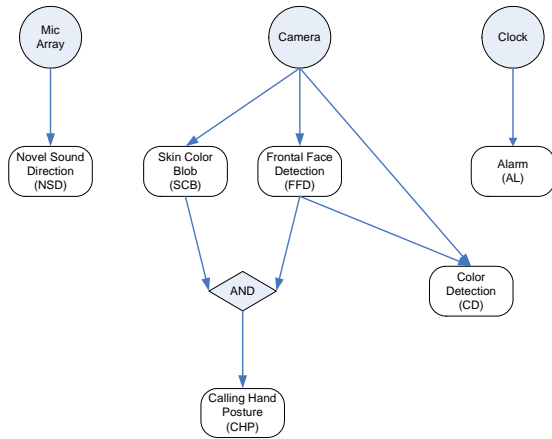 Mic
Array
Camera
Clock
Novel Sound
Direction
(NSD)
Skin Color
Blob
(SCB)
Frontal Face
Detection
(FFD)
Alarm
(AL)
AND
Color
Detection
(CD)
Calling Hand
Posture
(CHP)